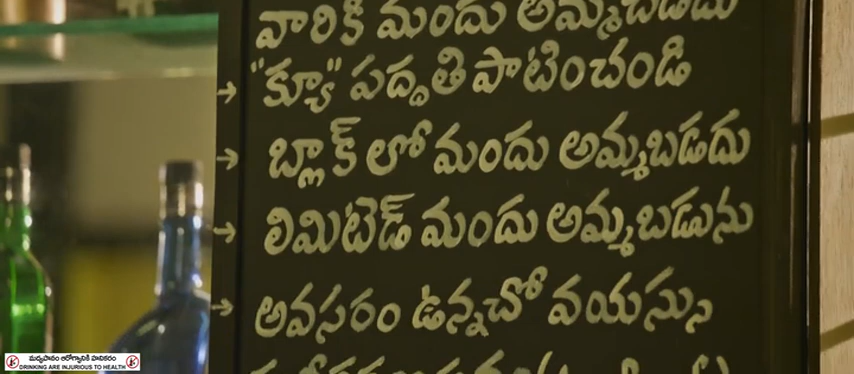 వారికి మందు అమ్మబడదు
→ "క్యూ" పద్దతి పాటించండి
→ బ్లాక్ లో మందు అమ్మబడదు
→ లిమిటెడ్ మందు అమ్మబడును
→ అవసరం ఉన్నచో వయస్సు
మద్యపానం ఆరోగ్యానికి హానికరం
DRINKING ARE INJURIOUS TO HEALTH